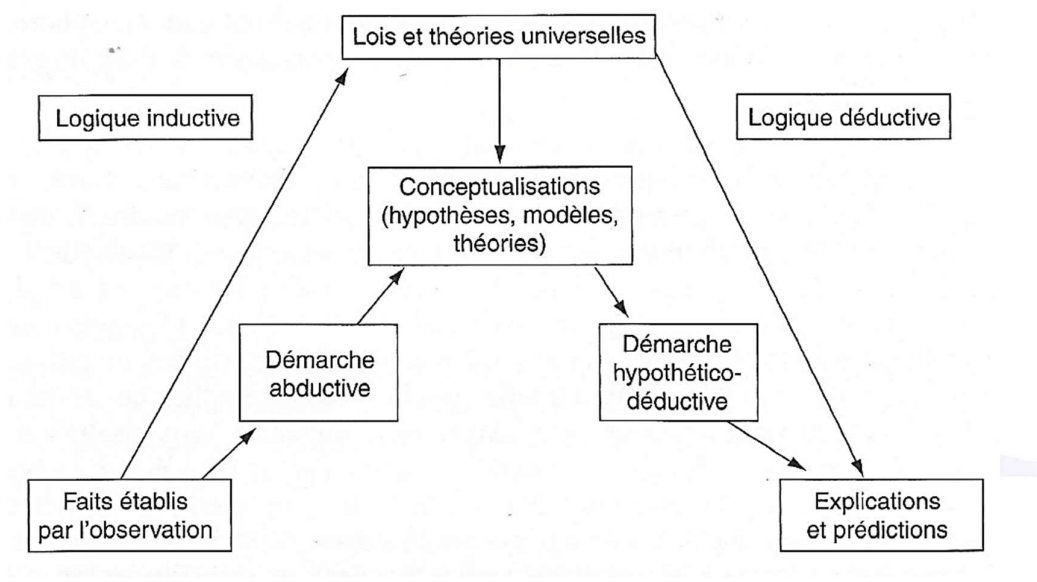 Lois et théories universelles
Logique inductive
Logique déductive
Conceptualisations
(hypothèses, modèles,
théories)
Démarche
abductive
Démarche
hypothético-
déductive
Faits établis
par l'observation
Explications
et prédictions